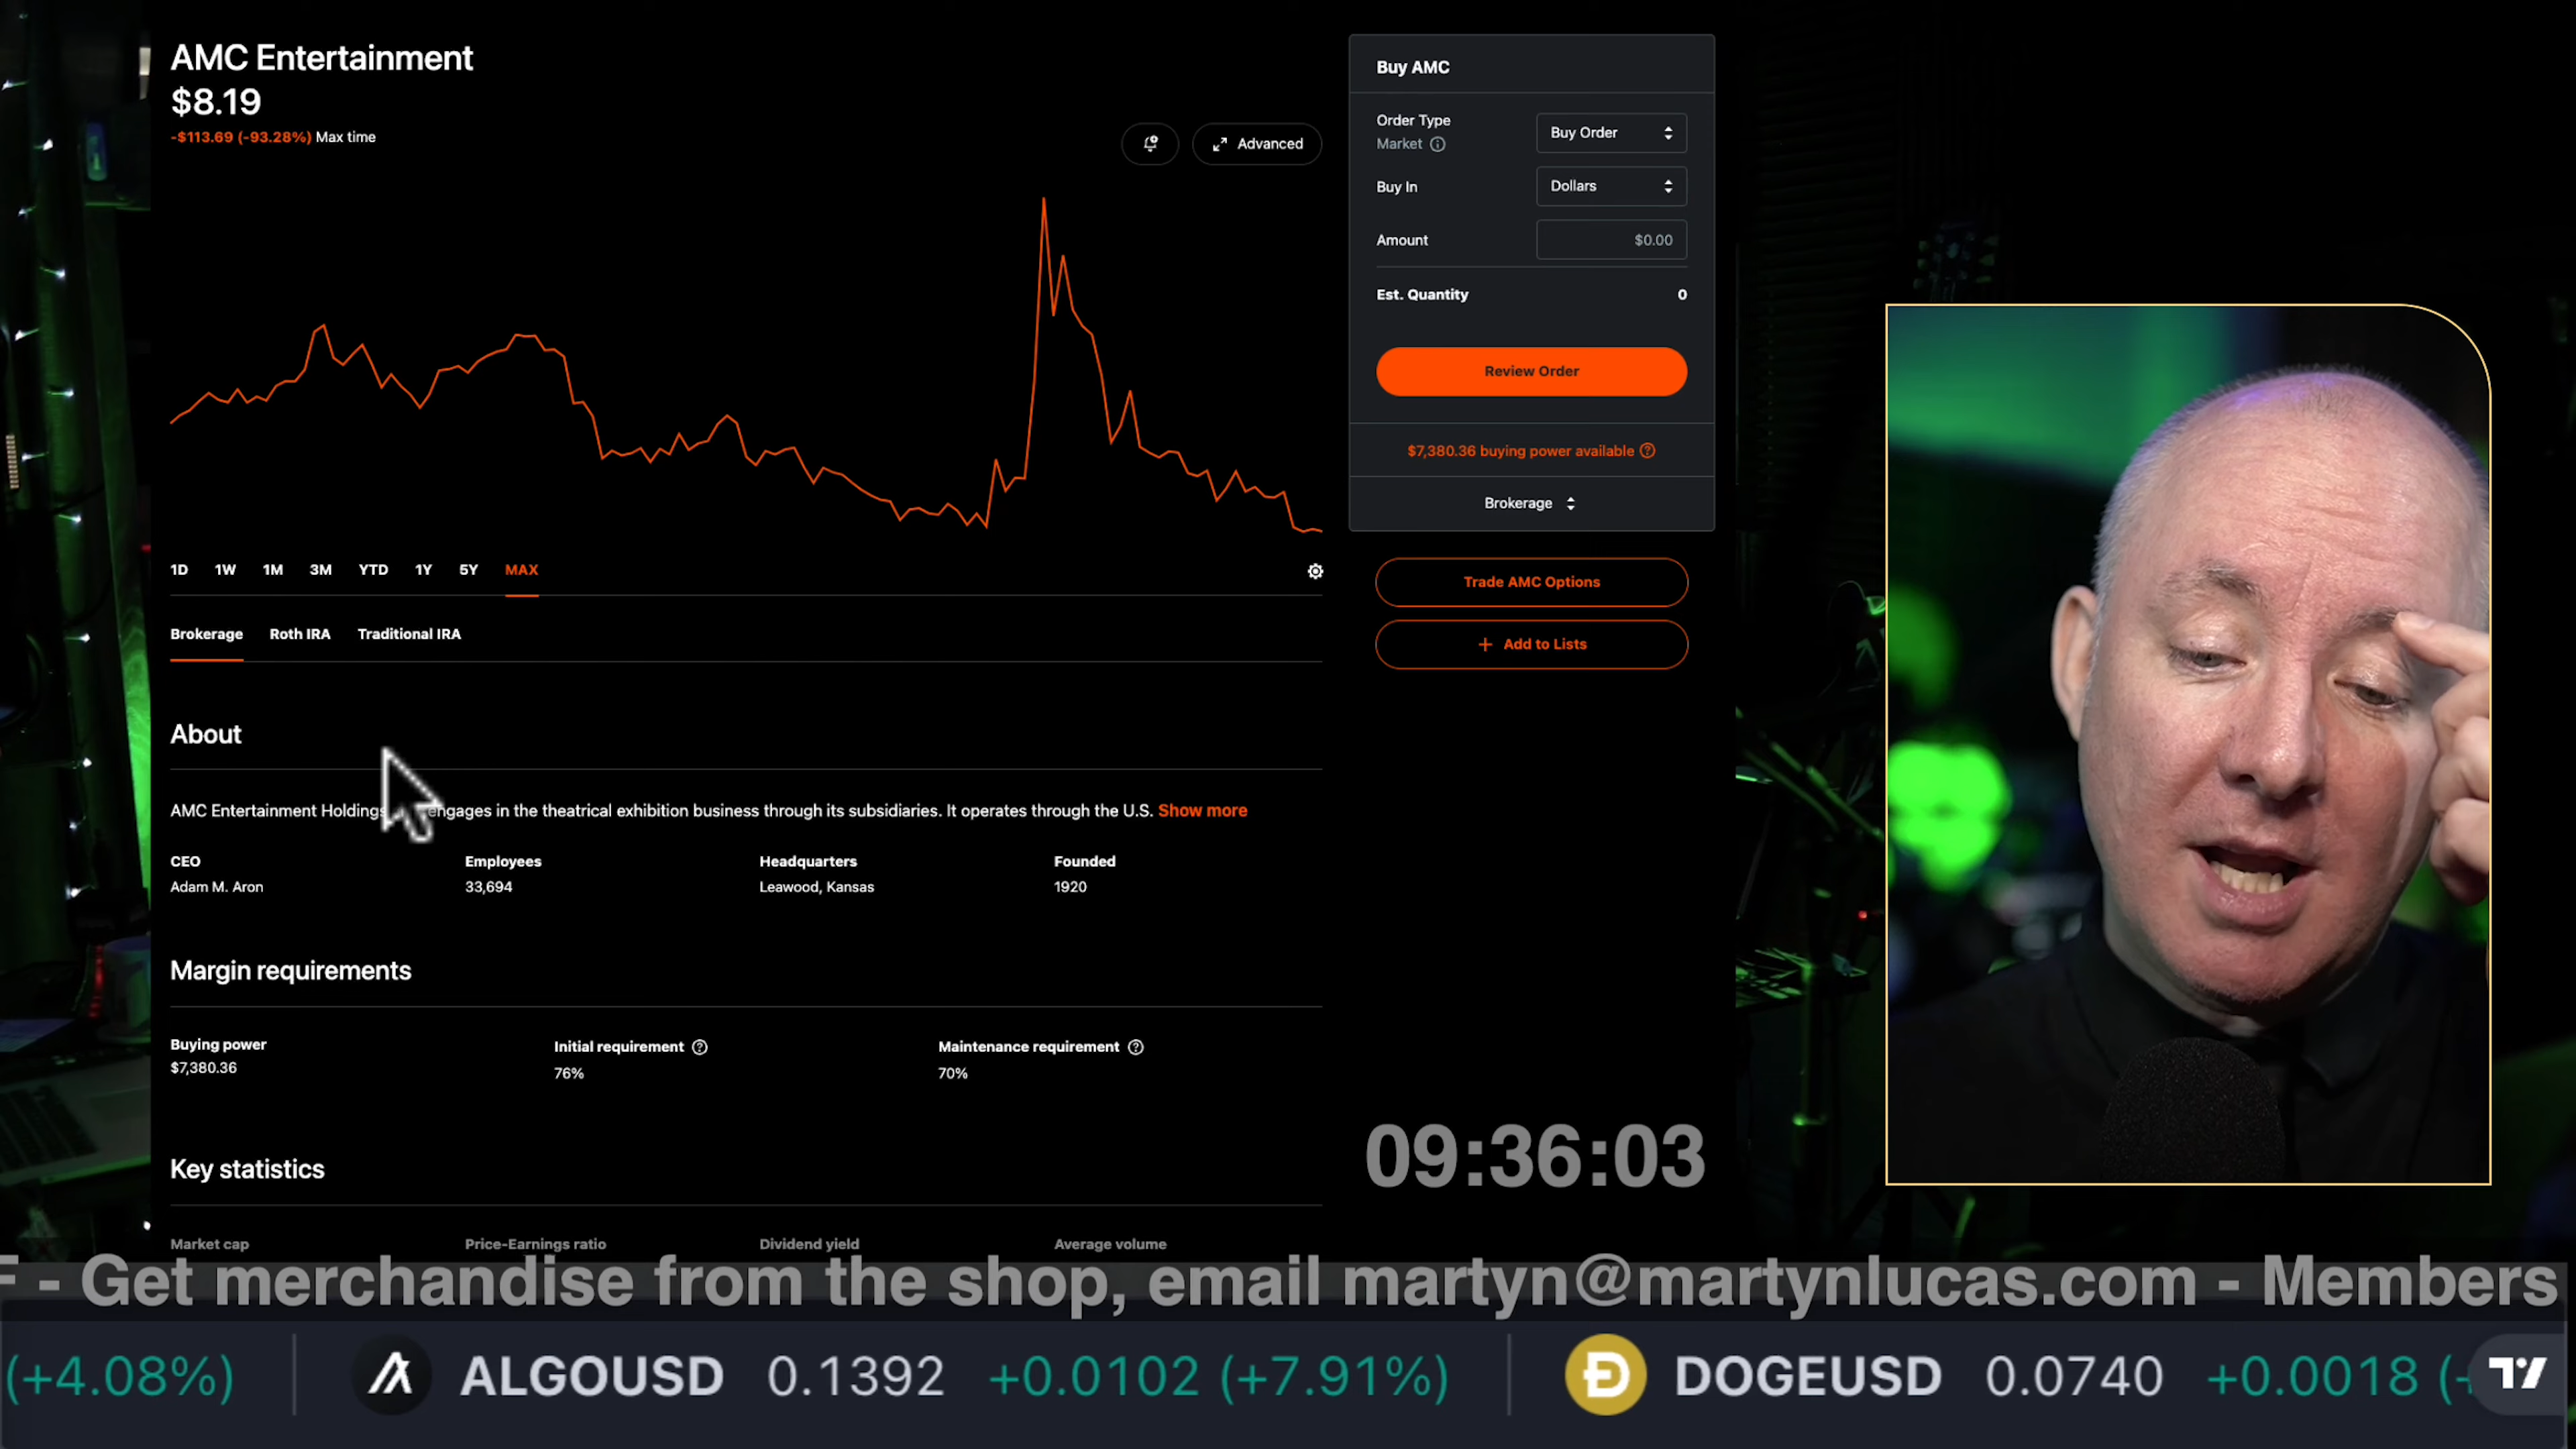 AMC Entertainment
$8.19
-$113.69 (-93.28%) Max time
Advanced
1D 1W 1M 3M YTD 1Y 5Y MAX
Brokerage Roth IRA Traditional IRA
About
AMC Entertainment Holdings engages in the theatrical exhibition business through its subsidiaries. It operates through the U.S. Show more
CEO Employees Headquarters Founded
Adam M. Aron 33,694 Leawood, Kansas 1920
Margin requirements
Buying power Initial requirement Maintenance requirement
$7,380.36 76% 70%
Key statistics
Market cap Price-Earnings ratio Dividend yield Average volume
Buy AMC
Order Type Buy Order
Market
Buy In Dollars
Amount $0.00
Est. Quantity 0
Review Order
$7,380.36 buying power available
Brokerage
Trade AMC Options
+ Add to Lists
09:36:03
- Get merchandise from the shop, email martyn@martynlucas.com - Members
(+4.08%) ALGOUSD 0.1392 +0.0102 (+7.91%) DOGEUSD 0.0740 +0.0018